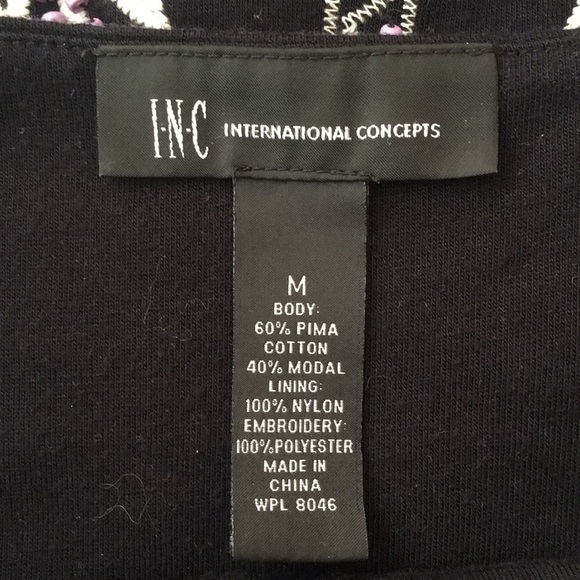 I·N·C INTERNATIONAL CONCEPTS
M
BODY:
60% PIMA
COTTON
40% MODAL
LINING:
100% NYLON
EMBROIDERY:
100%POLYESTER
MADE IN
CHINA
WPL 8046